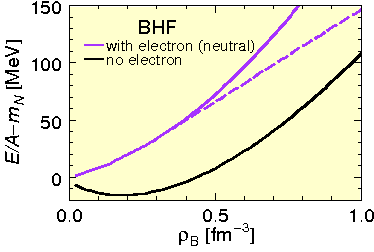 150
BHF
with electron (neutral)
no electron
100
50
0
E/A−m_N [MeV]
0.0
0.5
1.0
ρ_B [fm⁻³]